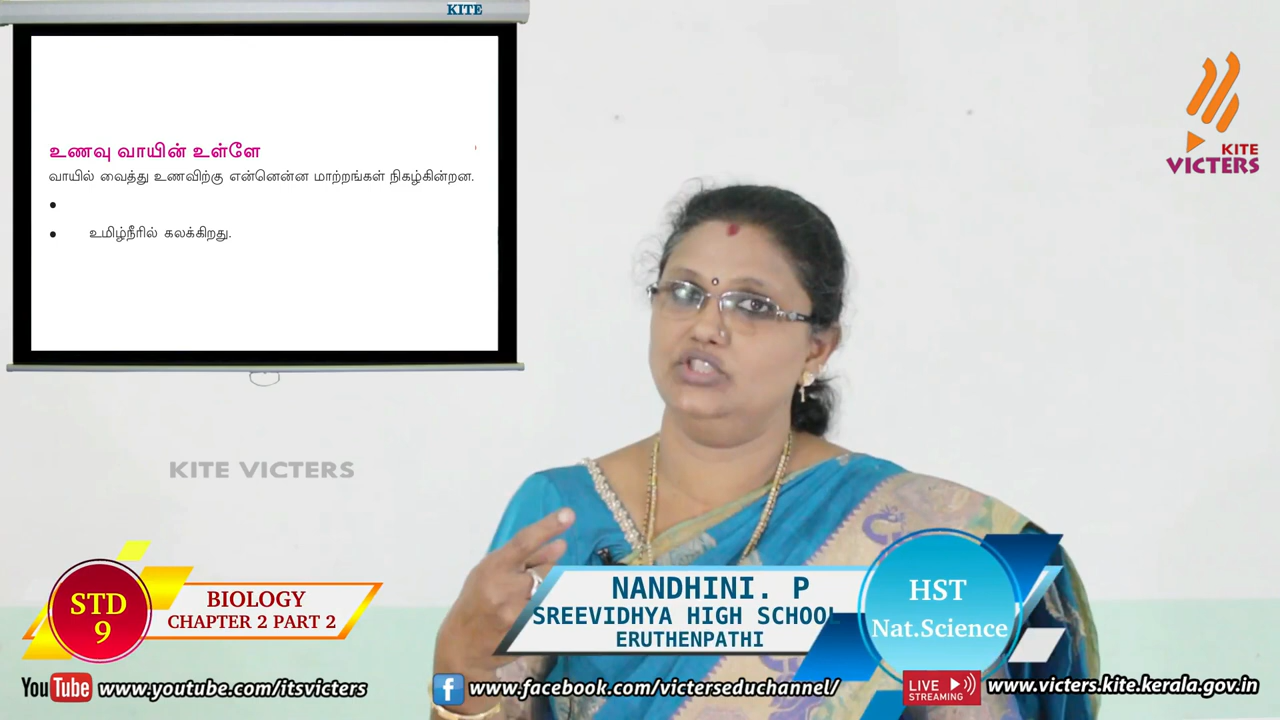 KITE
உணவு வாயின் உள்ளே
வாயில் வைத்து உணவிற்கு என்னென்ன மாற்றங்கள் நிகழ்கின்றன.
•
• உமிழ்நீரில் கலக்கிறது.
KITE
VICTERS
KITE VICTERS
STD
9
BIOLOGY
CHAPTER 2 PART 2
NANDHINI. P
SREEVIDHYA HIGH SCHOOL
ERUTHENPATHI
HST
Nat.Science
YouTube www.youtube.com/itsvicters
f www.facebook.com/victerseduchannel/
LIVE
STREAMING
www.victers.kite.kerala.gov.in